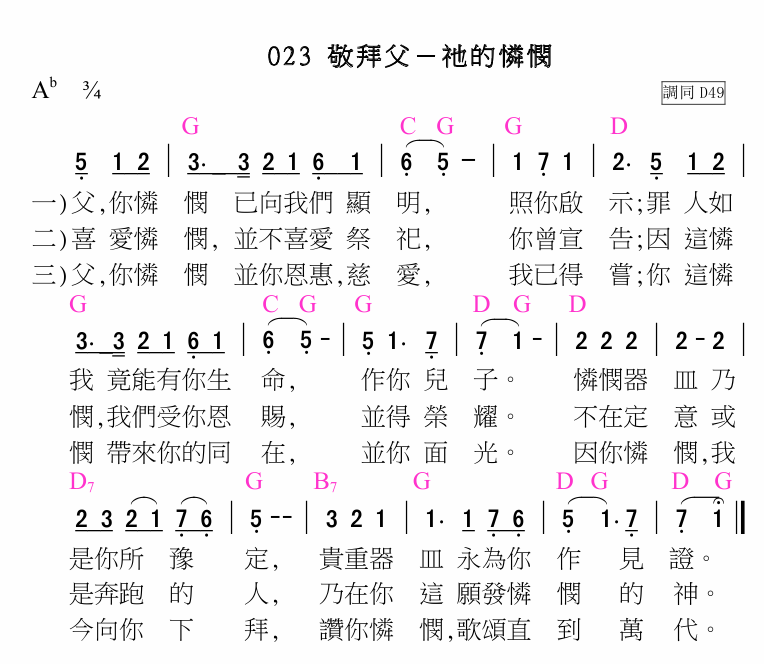 023 敬拜父－祂的憐憫
A♭ ¾ 調同 D49
G C G G D
5 1 2 | 3· 3 2 1 6 1 | 6 5 - | 1 7 1 | 2· 5 1 2 |
一)父,你憐 憫 已向我們 顯 明, 照你啟 示;罪 人如
二)喜 愛憐 憫, 並不喜愛 祭 祀, 你曾宣 告;因 這憐
三)父,你憐 憫 並你恩惠,慈 愛, 我已得 嘗;你 這憐
G C G G D G D
3· 3 2 1 6 1 | 6 5 - | 5 1· 7 | 7 1 - | 2 2 2 | 2 - 2 |
我 竟能有你生 命, 作你 兒 子。 憐憫器 皿 乃
憫,我們受你恩 賜, 並得 榮 耀。 不在定 意 或
憫 帶來你的同 在, 並你 面 光。 因你憐 憫,我
D7 G B7 G D G D G
2 3 2 1 7 6 | 5 - - | 3 2 1 | 1· 1 7 6 | 5 1· 7 | 7 1 ||
是你所 豫 定, 貴重器 皿 永為你 作 見 證。
是奔跑 的 人, 乃在你 這 願發憐 憫 的 神。
今向你 下 拜, 讚你憐 憫,歌頌直 到 萬 代。